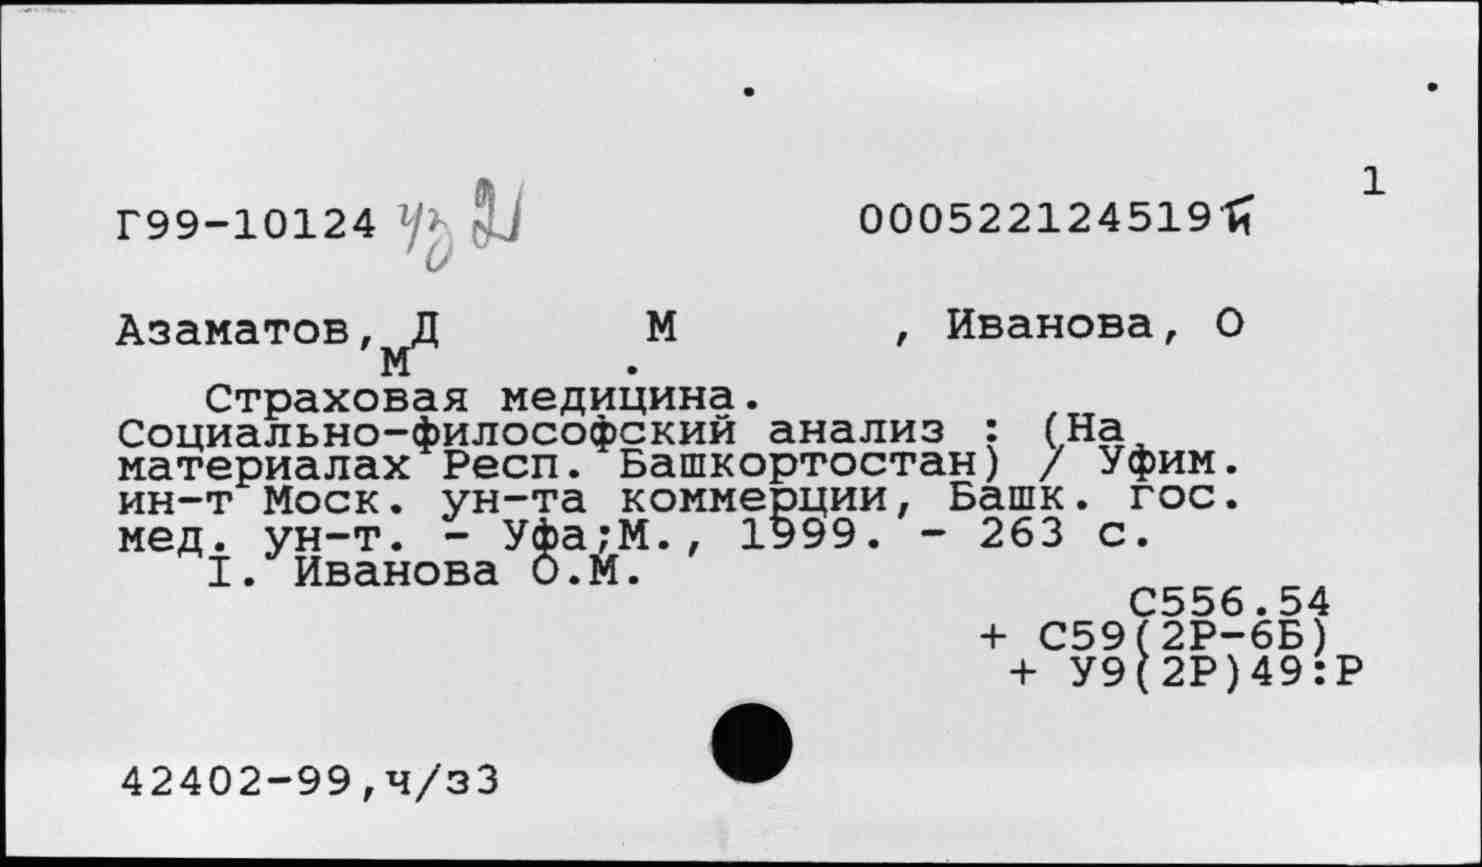 1
Г99-10124 000522124519
Азаматов, Д М , Иванова, О
М .
Страховая медицина.
Социально-философский анализ : (На
материалах Респ. Башкортостан) / Уфим.
ин-т Моск. ун-та коммерции, Башк. гос.
мед. ун-т. - Уфа;М., 1999. - 263 с.
I. Иванова О.М.
С556.54
+ С59(2Р-6Б)
+ У9(2Р)49:Р
42402-99,ч/з3